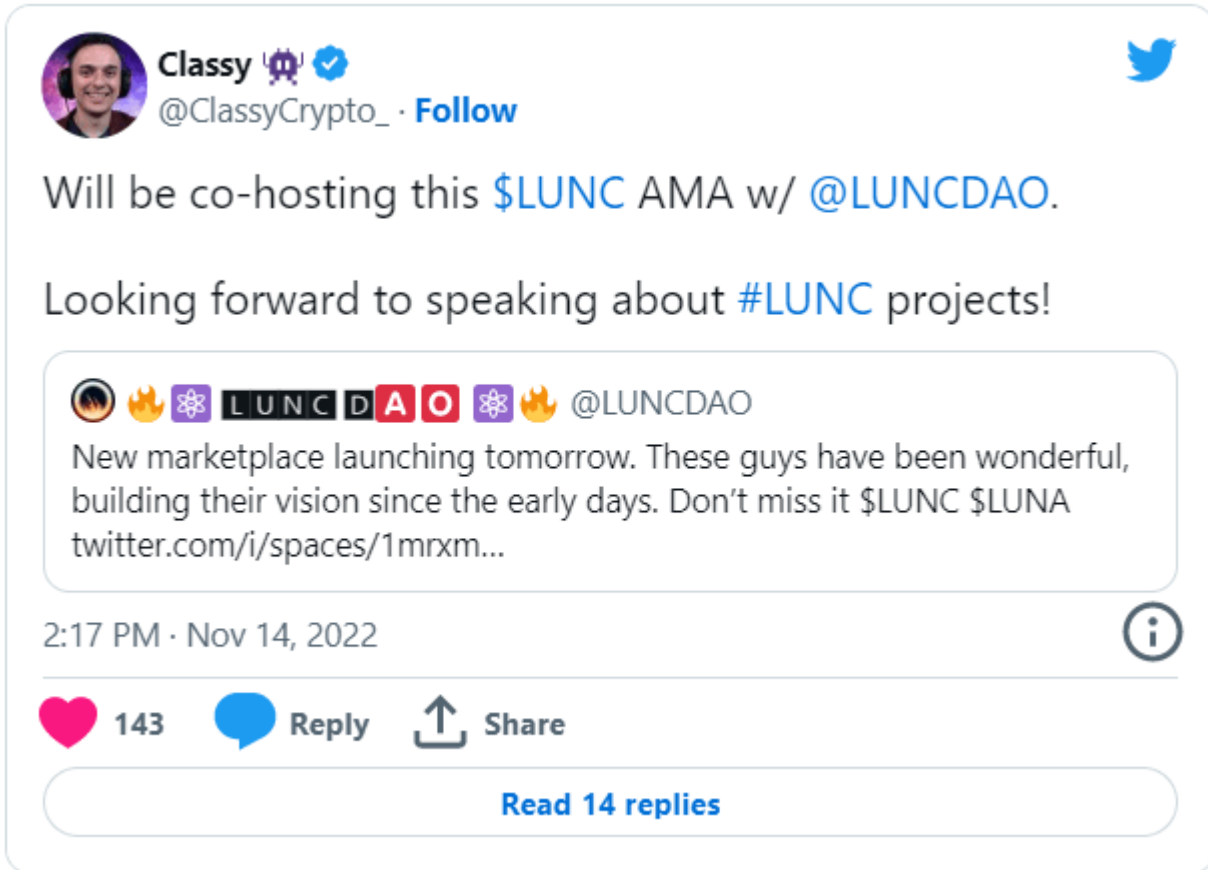 Classy 👾
@ClassyCrypto_ · Follow
Will be co-hosting this $LUNC AMA w/ @LUNCDAO.
Looking forward to speaking about #LUNC projects!
🔥⚛️ LUNC DAO ⚛️🔥 @LUNCDAO
New marketplace launching tomorrow. These guys have been wonderful,
building their vision since the early days. Don’t miss it $LUNC $LUNA
twitter.com/i/spaces/1mrxm…
2:17 PM · Nov 14, 2022
143 Reply Share
Read 14 replies